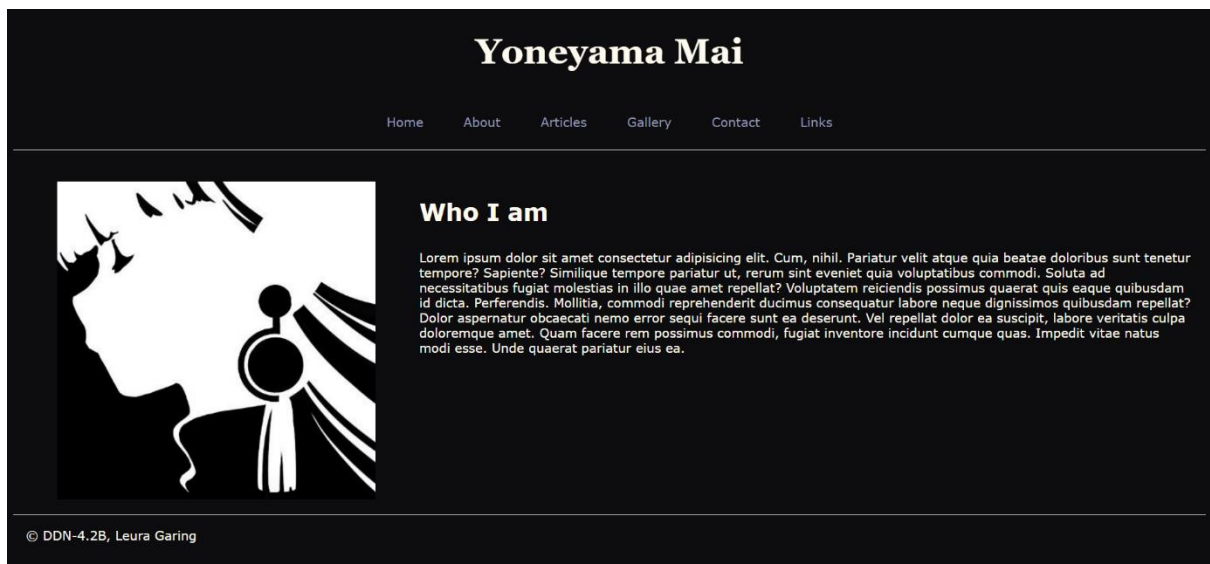 Yoneyama Mai
Home About Articles Gallery Contact Links
Who I am
Lorem ipsum dolor sit amet consectetur adipisicing elit. Cum, nihil. Pariatur velit atque quia beatae doloribus sunt tenetur
tempore? Sapiente? Similique tempore pariatur ut, rerum sint eveniet quia voluptatibus commodi. Soluta ad
necessitatibus fugiat molestias in illo quae amet repellat? Voluptatem reiciendis possimus quaerat quis eaque quibusdam
id dicta. Perferendis. Mollitia, commodi reprehenderit ducimus consequatur labore neque dignissimos quibusdam repellat?
Dolor aspernatur obcaecati nemo error sequi facere sunt ea deserunt. Vel repellat dolor ea suscipit, labore veritatis culpa
doloremque amet. Quam facere rem possimus commodi, fugiat inventore incidunt cumque quas. Impedit vitae natus
modi esse. Unde quaerat pariatur eius ea.
© DDN-4.2B, Leura Garing